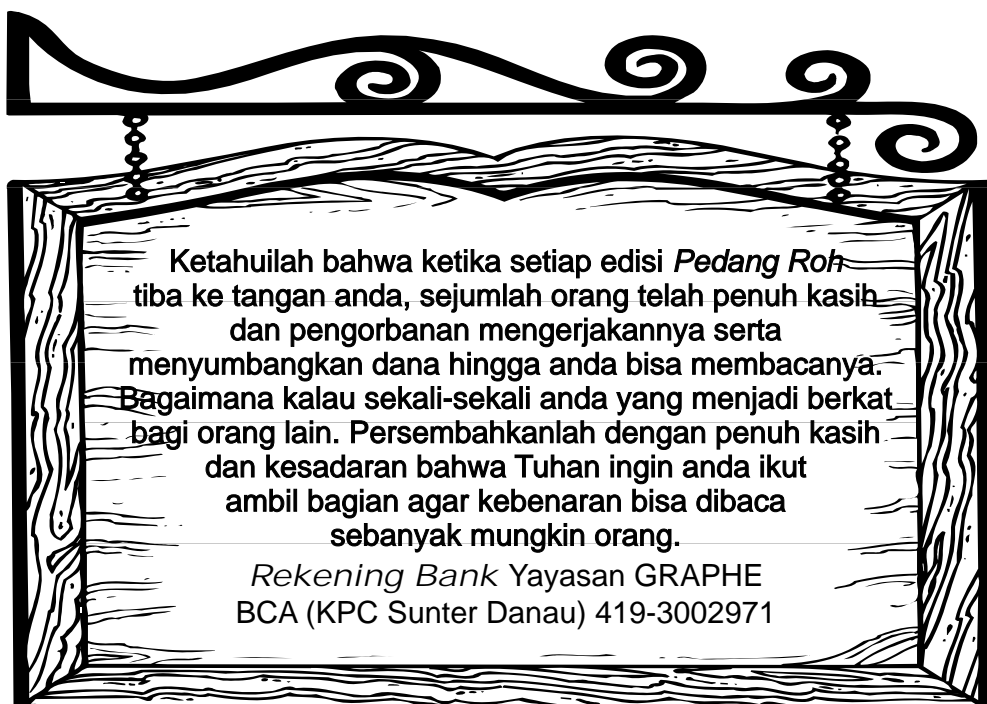 Ketahuilah bahwa ketika setiap edisi Pedang Roh
tiba ke tangan anda, sejumlah orang telah penuh kasih
dan pengorbanan mengerjakannya serta
menyumbangkan dana hingga anda bisa membacanya.
Bagaimana kalau sekali-sekali anda yang menjadi berkat
bagi orang lain. Persembahkanlah dengan penuh kasih
dan kesadaran bahwa Tuhan ingin anda ikut
ambil bagian agar kebenaran bisa dibaca
sebanyak mungkin orang.
Rekening Bank Yayasan GRAPHE
BCA (KPC Sunter Danau) 419-3002971